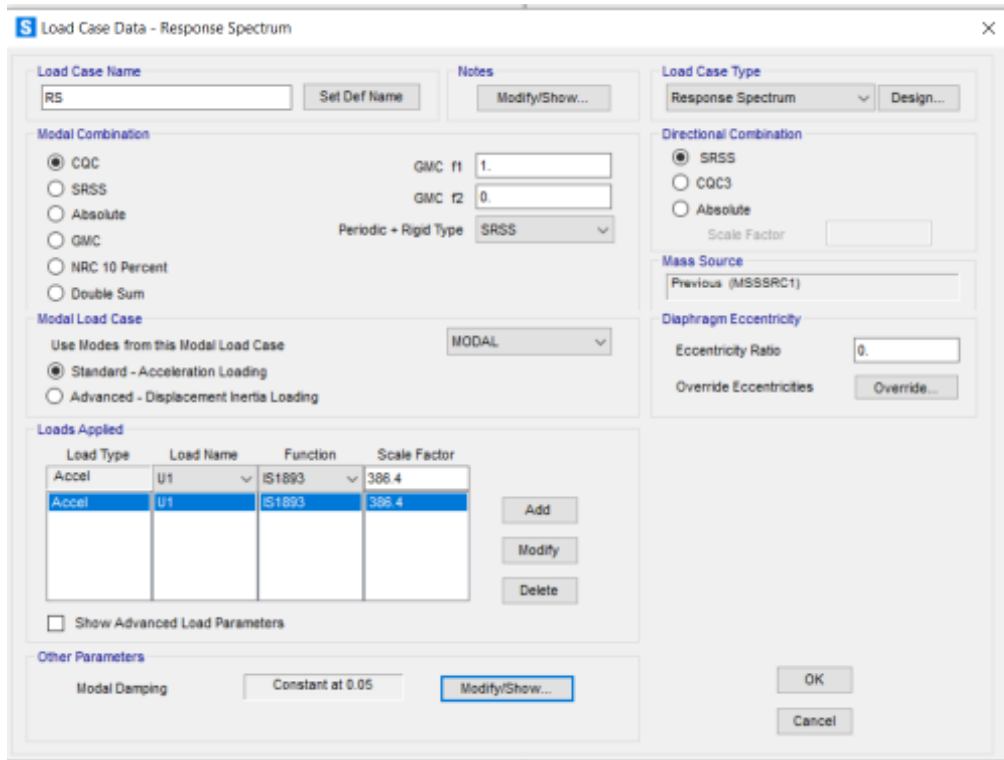 S Load Case Data - Response Spectrum
Load Case Name
RS
Set Def Name
Notes
Modify/Show...
Load Case Type
Response Spectrum
Design...
Modal Combination
CQC
SRSS
Absolute
GMC
NRC 10 Percent
Double Sum
GMC f1 1.
GMC f2 0.
Periodic + Rigid Type SRSS
Directional Combination
SRSS
CQC3
Absolute
Scale Factor
Mass Source
Previous (MSSSRC1)
Modal Load Case
Use Modes from this Modal Load Case MODAL
Standard - Acceleration Loading
Advanced - Displacement Inertia Loading
Diaphragm Eccentricity
Eccentricity Ratio 0.
Override Eccentricities Override...
Loads Applied
Load Type Load Name Function Scale Factor
Accel U1 IS1893 386.4
Accel U1 IS1893 386.4
Add
Modify
Delete
Show Advanced Load Parameters
Other Parameters
Modal Damping Constant at 0.05 Modify/Show...
OK
Cancel